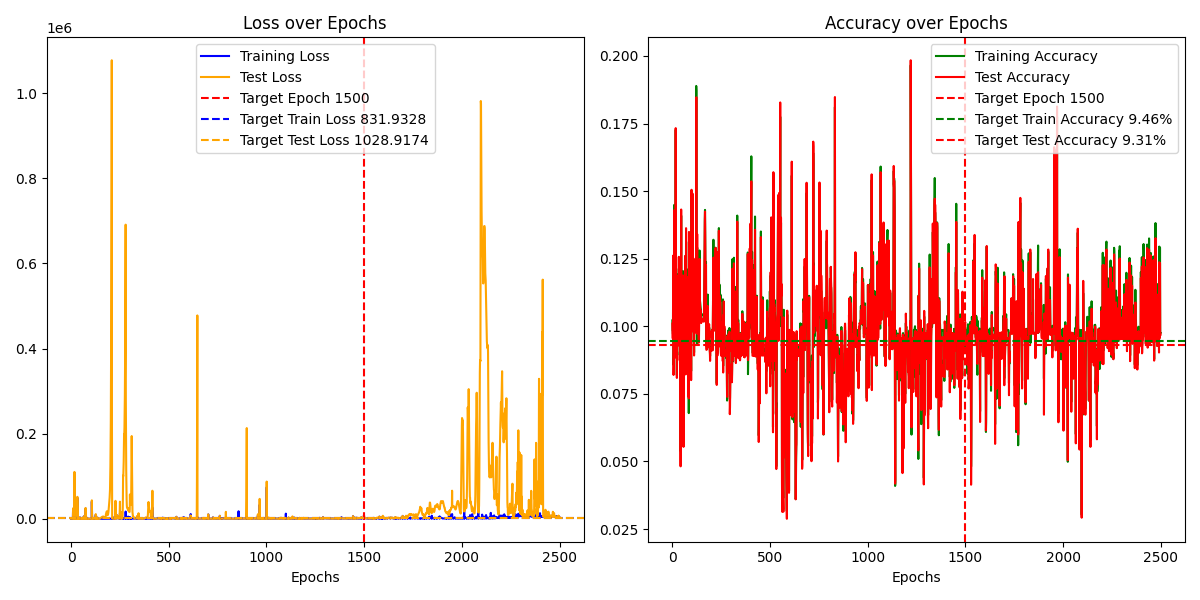 Loss over Epochs
1e6
Training Loss
Test Loss
Target Epoch 1500
Target Train Loss 831.9328
Target Test Loss 1028.9174
1.0
0.8
0.6
0.4
0.2
0.0
0
500
1000
1500
2000
2500
Epochs
Accuracy over Epochs
Training Accuracy
Test Accuracy
Target Epoch 1500
Target Train Accuracy 9.46%
Target Test Accuracy 9.31%
0.200
0.175
0.150
0.125
0.100
0.075
0.050
0.025
0
500
1000
1500
2000
2500
Epochs